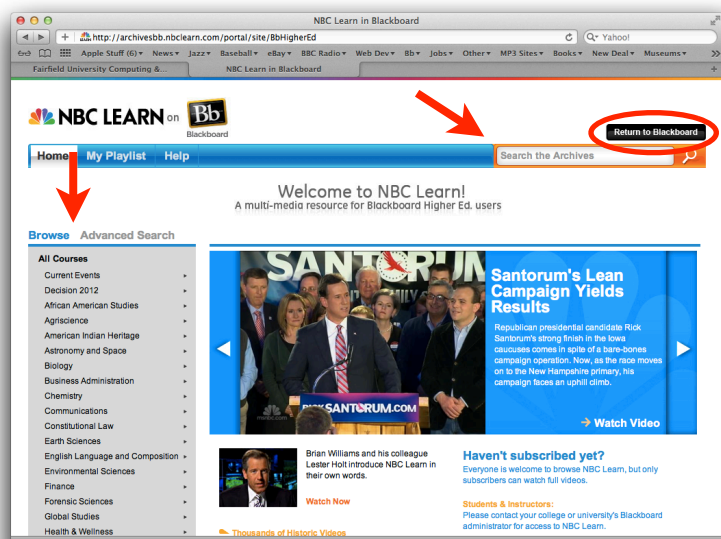 NBC Learn in Blackboard
http://archivesbb.nbclearn.com/portal/site/BbHigherEd
Yahoo!
Apple Stuff (6) News Jazz Baseball eBay BBC Radio Web Dev Bb Jobs Other MP3 Sites Books New Deal Museums
Fairfield University Computing &... NBC Learn in Blackboard
NBC LEARN on Bb
Blackboard
Return to Blackboard
Home My Playlist Help Search the Archives
Welcome to NBC Learn!
A multi-media resource for Blackboard Higher Ed. users
Browse Advanced Search
All Courses
Current Events
Decision 2012
African American Studies
Agriscience
American Indian Heritage
Astronomy and Space
Biology
Business Administration
Chemistry
Communications
Constitutional Law
Earth Sciences
English Language and Composition
Environmental Sciences
Finance
Forensic Sciences
Global Studies
Health & Wellness
SANTORUM
RICK SANTORUM.COM
msnbc.com
Santorum's Lean
Campaign Yields
Results
Republican presidential candidate Rick
Santorum's strong finish in the Iowa
caucuses comes in spite of a bare-bones
campaign operation. Now, as the race moves
on to the New Hampshire primary, his
campaign faces an uphill climb.
Watch Video
Brian Williams and his colleague
Lester Holt introduce NBC Learn in
their own words.
Watch Now
Thousands of Historic Videos
Haven't subscribed yet?
Everyone is welcome to browse NBC Learn, but only
subscribers can watch full videos.
Students & Instructors:
Please contact your college or university's Blackboard
administrator for access to NBC Learn.